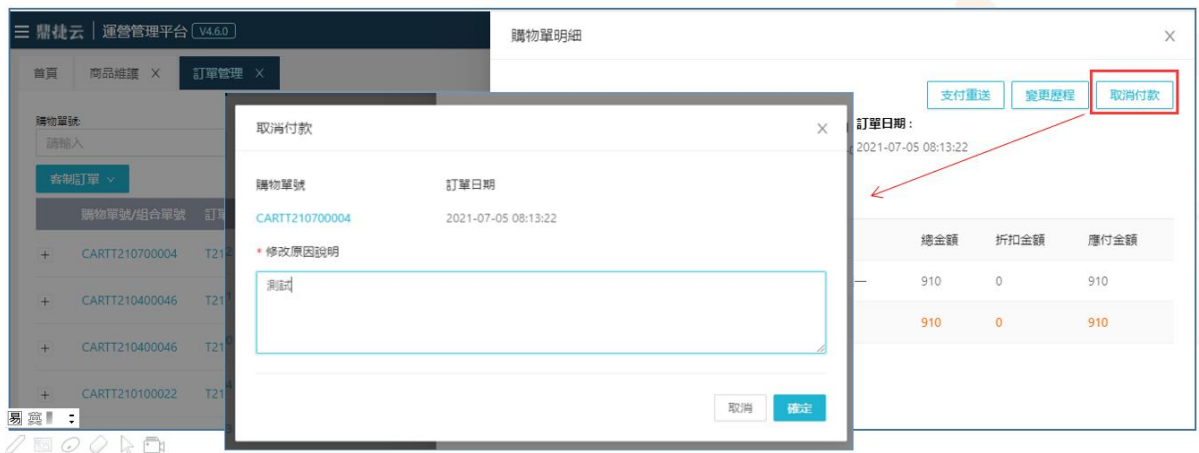 鼎捷云 運營管理平台 V4.6.0
首頁 商品維護 訂單管理
購物單號:
請輸入
客制訂單
購物單號/組合單號
CARTT210700004 T21
CARTT210400046 T21
CARTT210400046 T21
CARTT210100022 T21
購物單明細
支付重送 變更歷程 取消付款
訂單日期：
2021-07-05 08:13:22
總金額 折扣金額 應付金額
— 910 0 910
910 0 910
取消付款
購物單號 訂單日期
CARTT210700004 2021-07-05 08:13:22
* 修改原因說明
測試
取消 確定